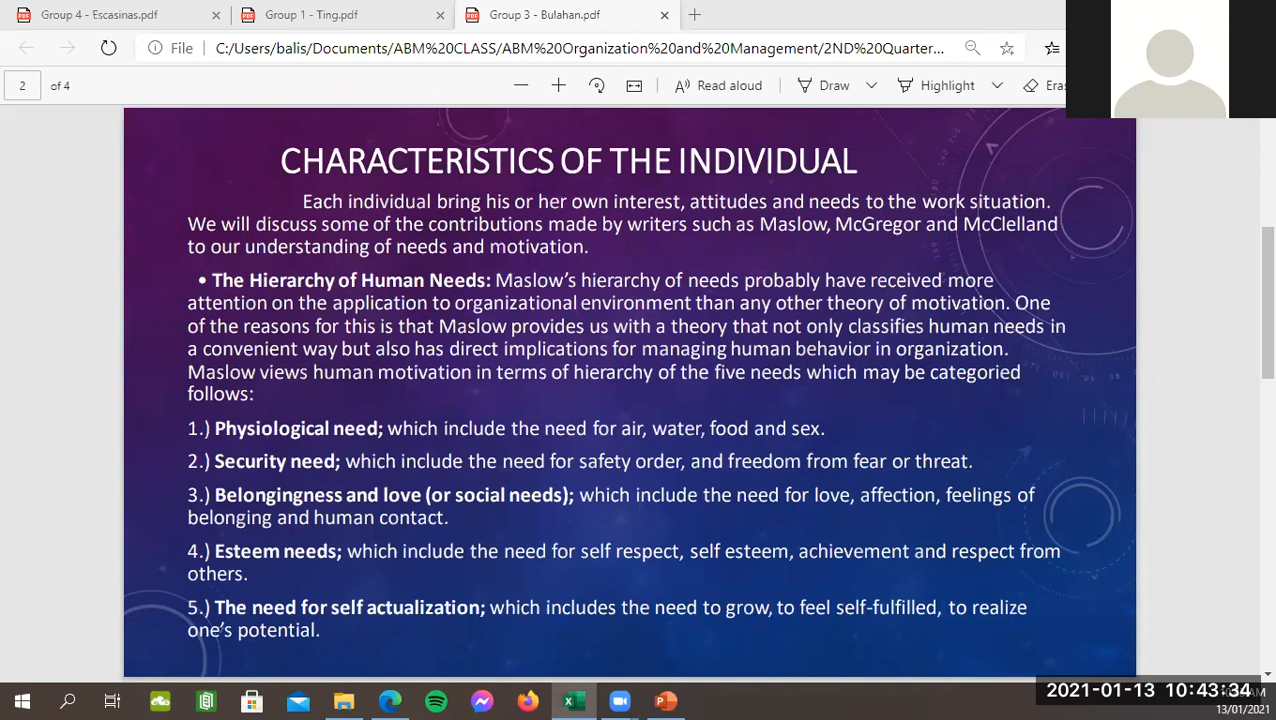 Group 4 - Escasinas.pdf
Group 1 - Ting.pdf
Group 3 - Bulahan.pdf
File
C:/Users/balis/Documents/ABM%20CLASS/ABM%20Organization%20and%20Management/2ND%20Quarter...
2 of 4
Read aloud
Draw
Highlight
CHARACTERISTICS OF THE INDIVIDUAL
Each individual bring his or her own interest, attitudes and needs to the work situation.
We will discuss some of the contributions made by writers such as Maslow, McGregor and McClelland
to our understanding of needs and motivation.
• The Hierarchy of Human Needs: Maslow's hierarchy of needs probably have received more
attention on the application to organizational environment than any other theory of motivation. One
of the reasons for this is that Maslow provides us with a theory that not only classifies human needs in
a convenient way but also has direct implications for managing human behavior in organization.
Maslow views human motivation in terms of hierarchy of the five needs which may be categoried
follows:
1.) Physiological need; which include the need for air, water, food and sex.
2.) Security need; which include the need for safety order, and freedom from fear or threat.
3.) Belongingness and love (or social needs); which include the need for love, affection, feelings of
belonging and human contact.
4.) Esteem needs; which include the need for self respect, self esteem, achievement and respect from
others.
5.) The need for self actualization; which includes the need to grow, to feel self-fulfilled, to realize
one's potential.
2021-01-13 10:43:34
13/01/2021